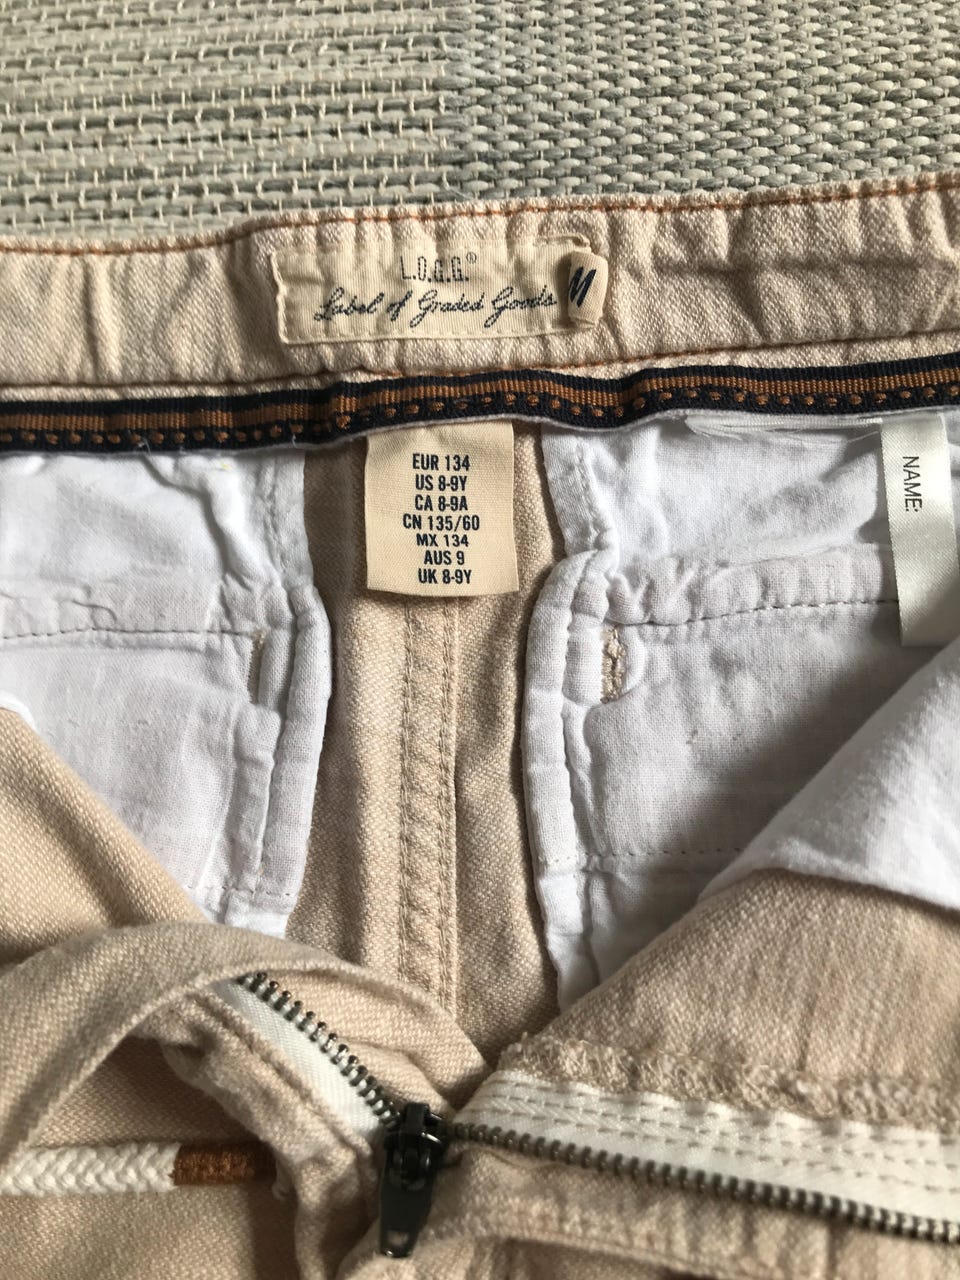 L.O.G.G.®
Label of Graded Goods
M
EUR 134
US 8-9Y
CA 8-9A
CN 135/60
MX 134
AUS 9
UK 8-9Y
NAME: